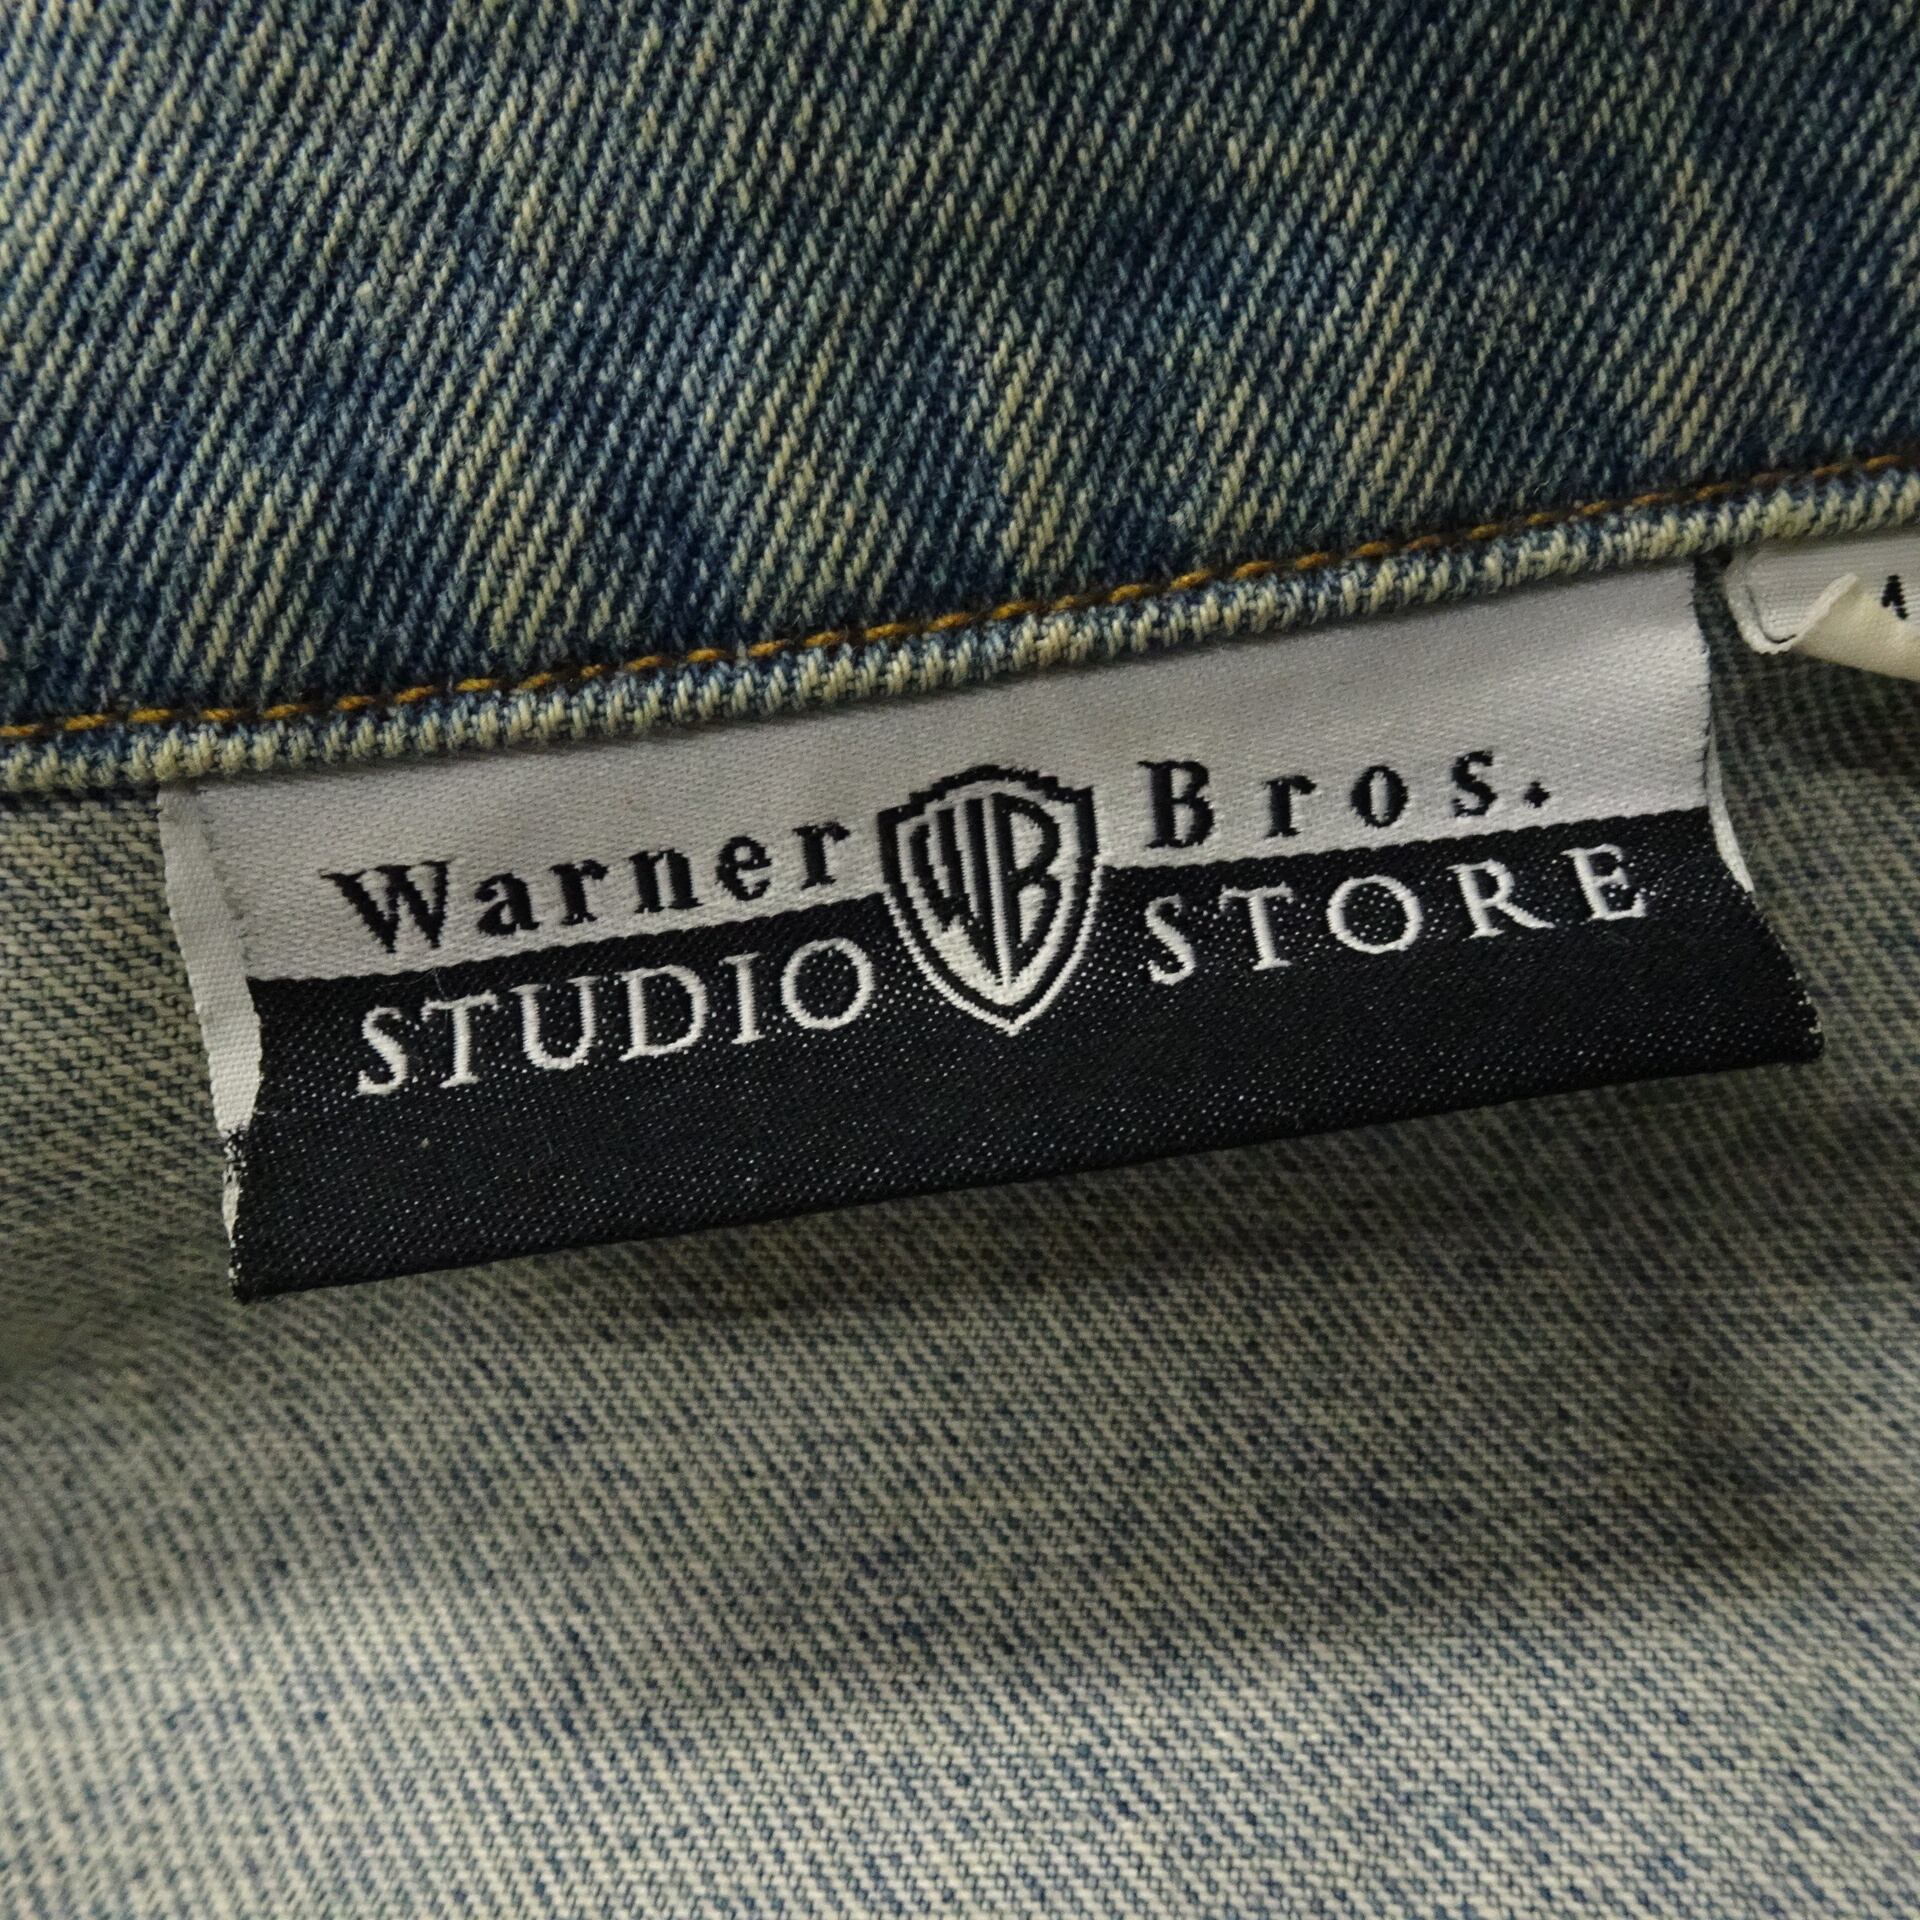 Warner WB Bros.
STUDIO STORE